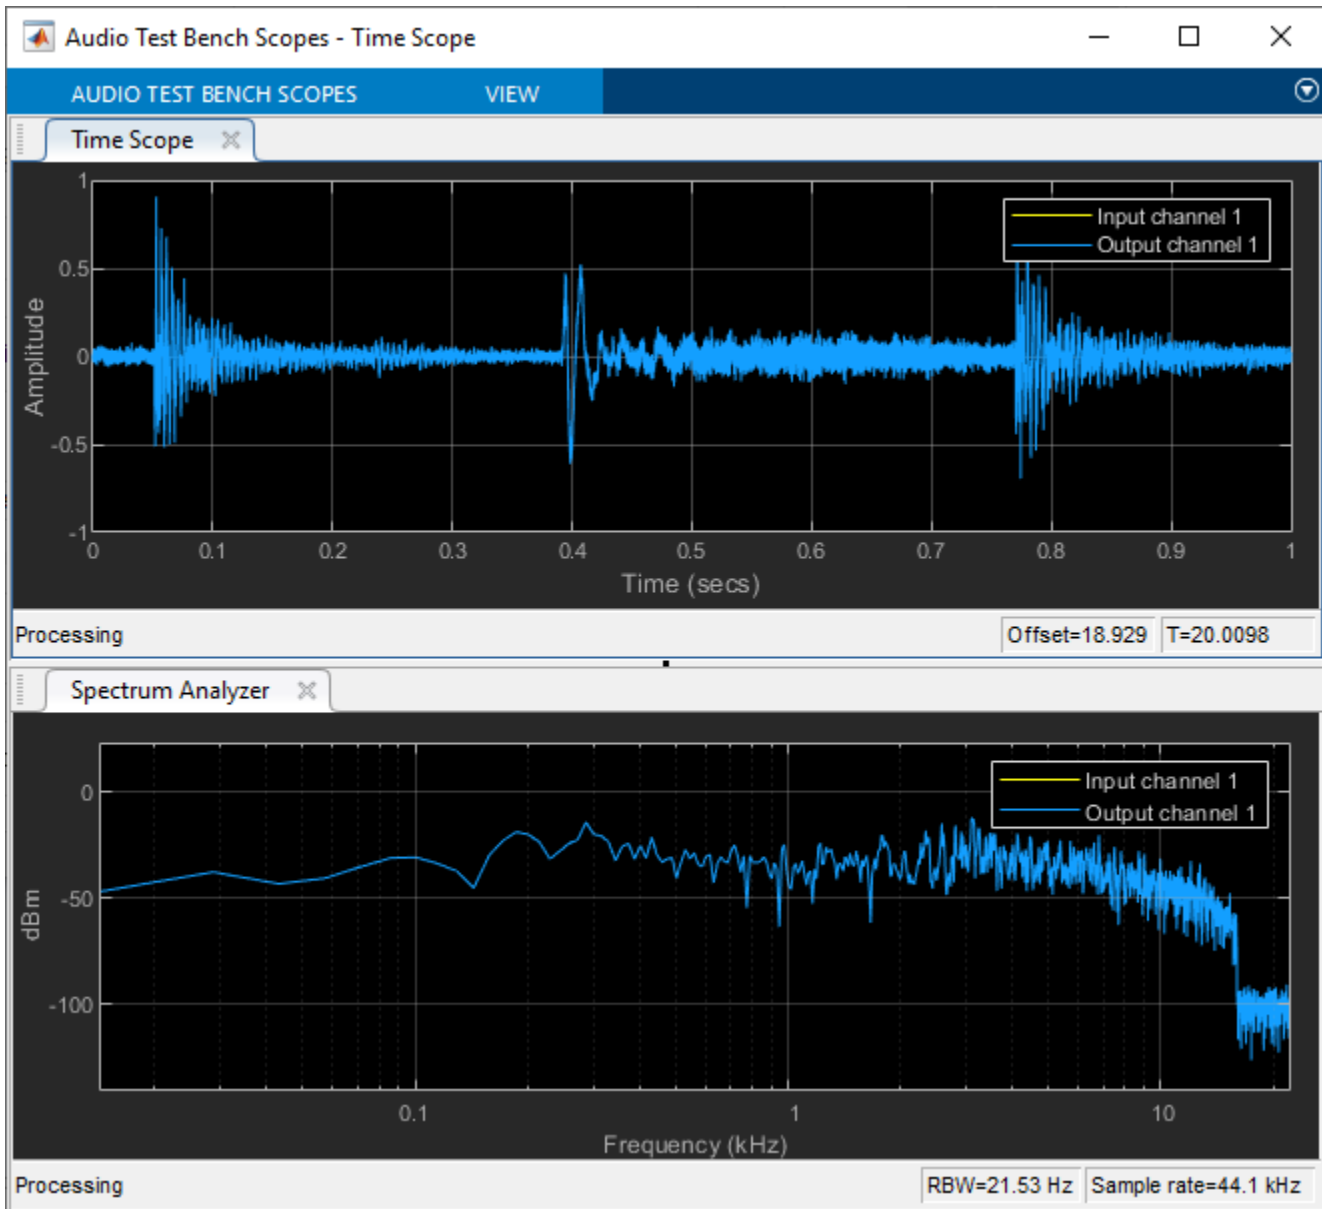 Audio Test Bench Scopes - Time Scope
AUDIO TEST BENCH SCOPES VIEW
Time Scope
1
0.5
0
-0.5
-1
Amplitude
Input channel 1
Output channel 1
0 0.1 0.2 0.3 0.4 0.5 0.6 0.7 0.8 0.9 1
Time (secs)
Processing Offset=18.929 T=20.0098
Spectrum Analyzer
0
-50
-100
dBm
Input channel 1
Output channel 1
0.1 1 10
Frequency (kHz)
Processing RBW=21.53 Hz Sample rate=44.1 kHz